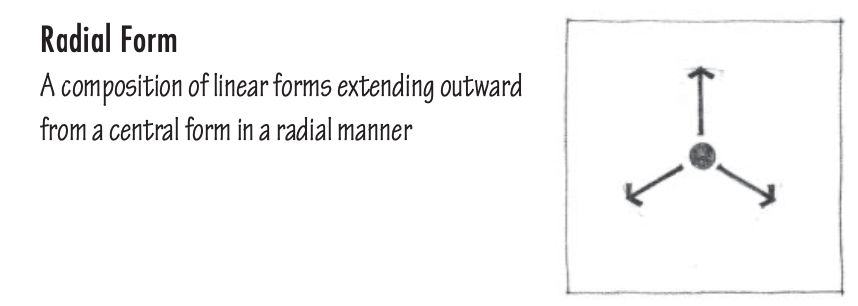 Radial Form
A composition of linear forms extending outward
from a central form in a radial manner